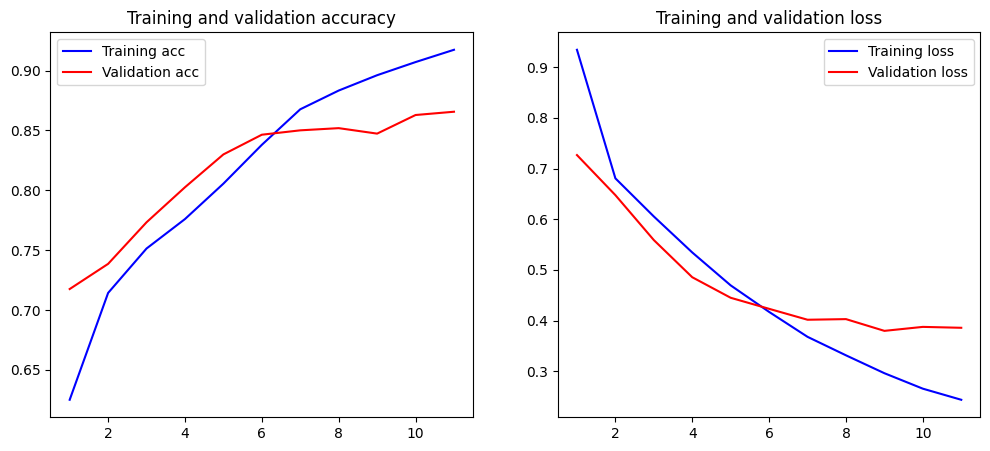 Training and validation accuracy
Training acc
Validation acc
0.90
0.85
0.80
0.75
0.70
0.65
2 4 6 8 10
Training and validation loss
Training loss
Validation loss
0.9
0.8
0.7
0.6
0.5
0.4
0.3
2 4 6 8 10